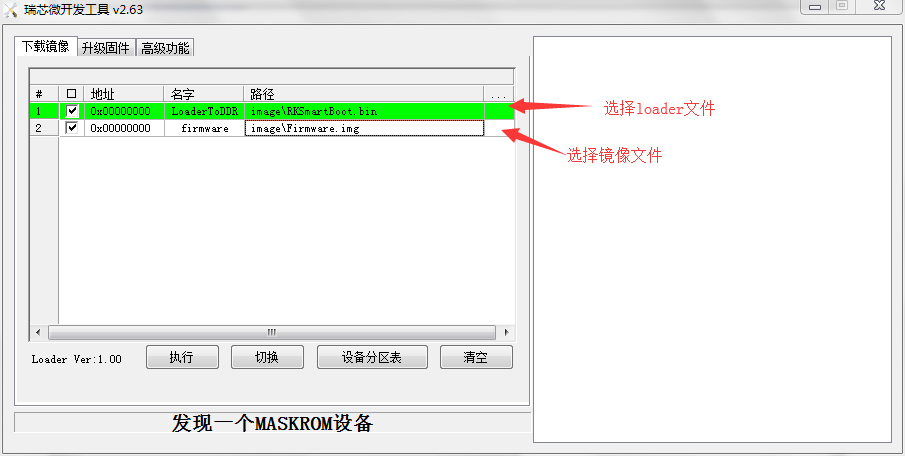 瑞芯微开发工具 v2.63
下载镜像 升级固件 高级功能
# 地址 名字 路径 ...
1 0x00000000 LoaderToDDR image\RKSmartBoot.bin
选择loader文件
2 0x00000000 firmware image\Firmware.img
选择镜像文件
Loader Ver:1.00 执行 切换 设备分区表 清空
发现一个MASKROM设备